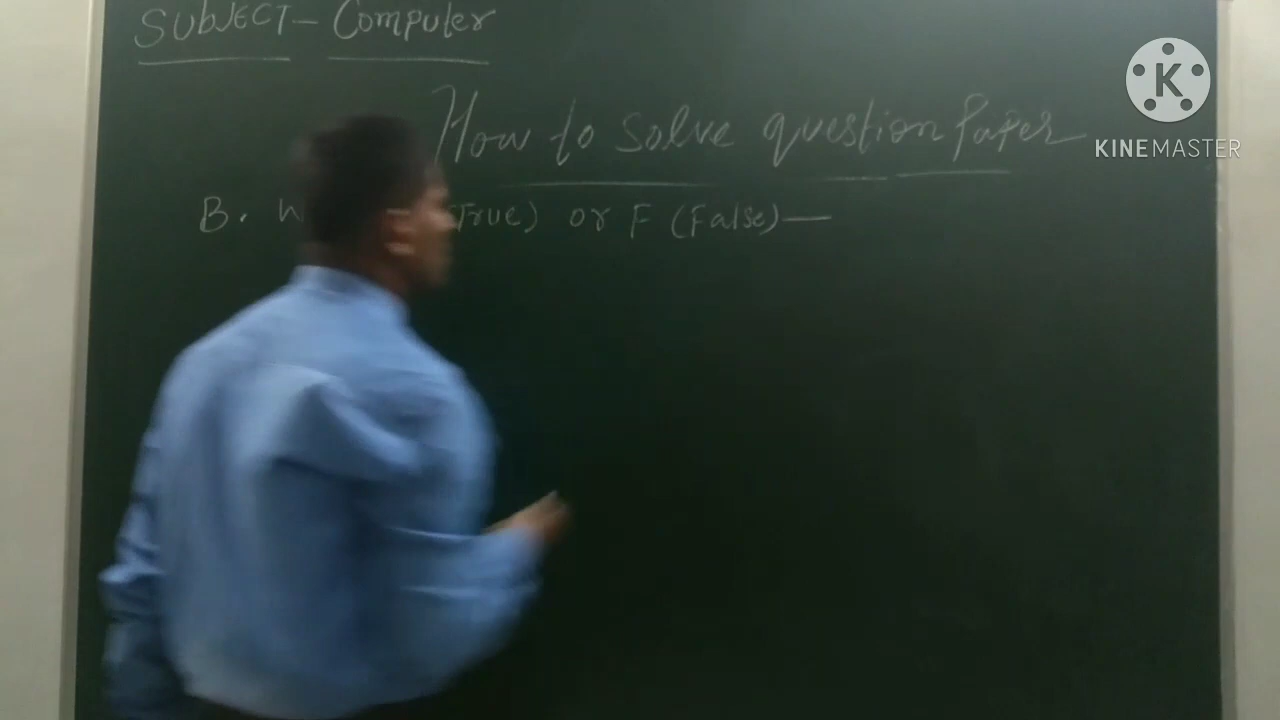 SUBJECT - Computer
How to Solve question Paper
B. (True) or F (False) —
K
KINEMASTER